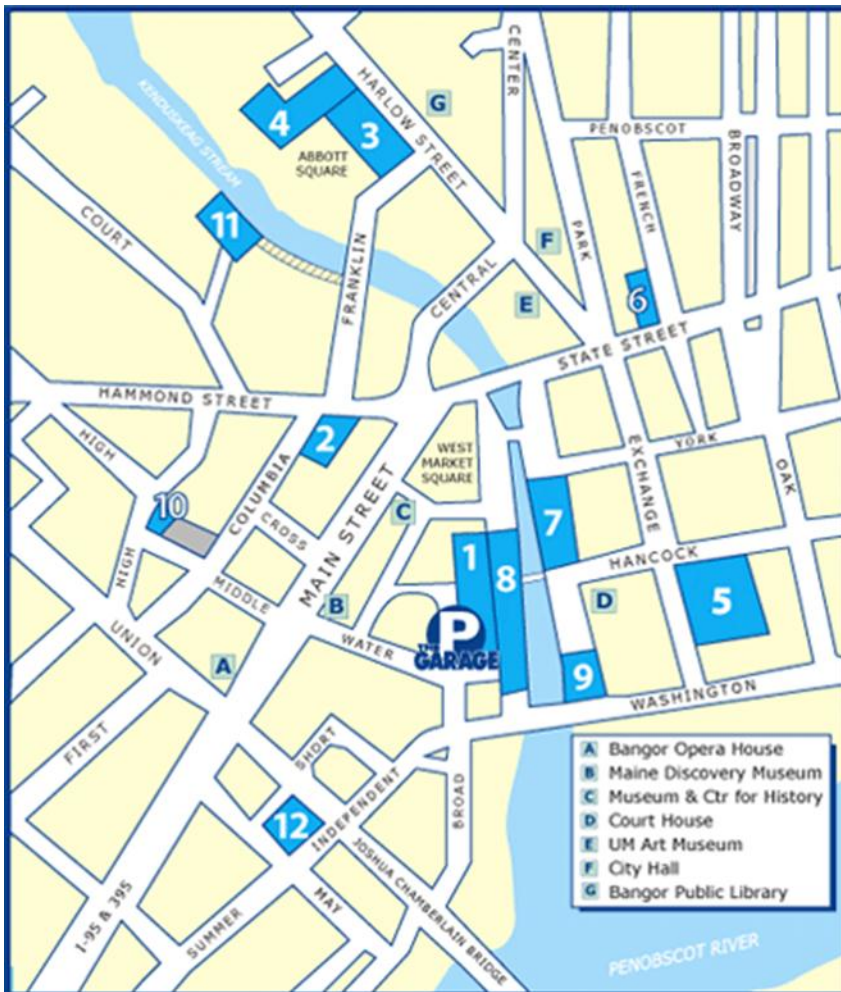 KENDUSKEAG STREAM
HARLOW STREET
CENTER
G
PENOBSCOT
BROADWAY
4
3
ABBOTT
SQUARE
FRENCH
COURT
11
PARK
F
FRANKLIN
CENTRAL
E
6
STATE STREET
HAMMOND STREET
HIGH
2
COLUMBIA
WEST
MARKET
SQUARE
YORK
EXCHANGE
OAK
MAIN STREET
C
10
CROSS
7
1
8
HANCOCK
HIGH
MIDDLE
B
D
5
P
THE
GARAGE
WATER
UNION
A
9
WASHINGTON
FIRST
SHORT
INDEPENDENT
BROAD
12
JOSHUA CHAMBERLAIN BRIDGE
I-95 & 395
SUMMER
MAY
A Bangor Opera House
B Maine Discovery Museum
C Museum & Ctr for History
D Court House
E UM Art Museum
F City Hall
G Bangor Public Library
PENOBSCOT RIVER